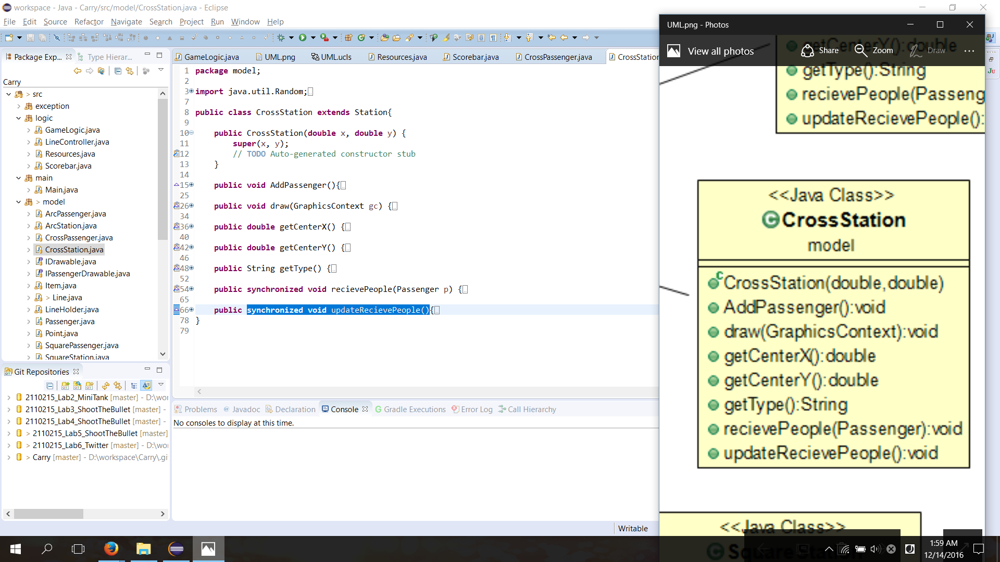 workspace - Java - Carry/src/model/CrossStation.java - Eclipse
File Edit Source Refactor Navigate Search Project Run Window Help
Package Exp... Type Hierar...
Carry
> src
exception
logic
GameLogic.java
LineController.java
Resources.java
Scorebar.java
main
Main.java
> model
ArcPassenger.java
ArcStation.java
CrossPassenger.java
CrossStation.java
IDrawable.java
IPassengerDrawable.java
Item.java
> Line.java
LineHolder.java
Passenger.java
Point.java
SquarePassenger.java
SquareStation.java
Git Repositories
2110215_Lab2_MiniTank [master] - D:\wo
2110215_Lab3_ShootTheBullet [master] -
2110215_Lab4_ShootTheBullet [master] -
> 2110215_Lab5_ShootTheBullet [master]
> 2110215_Lab6_Twitter [master] - D:\wo
> Carry [master] - D:\workspace\Carry\.gi
GameLogic.java UML.png UML.ucls Resources.java Scorebar.java CrossPassenger.java CrossStation
1 package model;
2
3 import java.util.Random;
7
8 public class CrossStation extends Station{
9
10 public CrossStation(double x, double y) {
11 super(x, y);
12 // TODO Auto-generated constructor stub
13 }
14
15 public void AddPassenger(){
25
26 public void draw(GraphicsContext gc) {
34
36 public double getCenterX() {
40
42 public double getCenterY() {
46
48 public String getType() {
52
54 public synchronized void recievePeople(Passenger p) {
65
66 public synchronized void updateRecievePeople(){
78 }
79
Problems @ Javadoc Declaration Console Gradle Executions Error Log Call Hierarchy
No consoles to display at this time.
Writable
UML.png - Photos
View all photos Share Zoom Draw ...
getCenterY():double
getType():String
recievePeople(Passeng
updateRecievePeople():
<<Java Class>>
CrossStation
model
CrossStation(double,double)
AddPassenger():void
draw(GraphicsContext):void
getCenterX():double
getCenterY():double
getType():String
recievePeople(Passenger):void
updateRecievePeople():void
<<Java Class>>
SquareStation
1:59 AM
12/14/2016